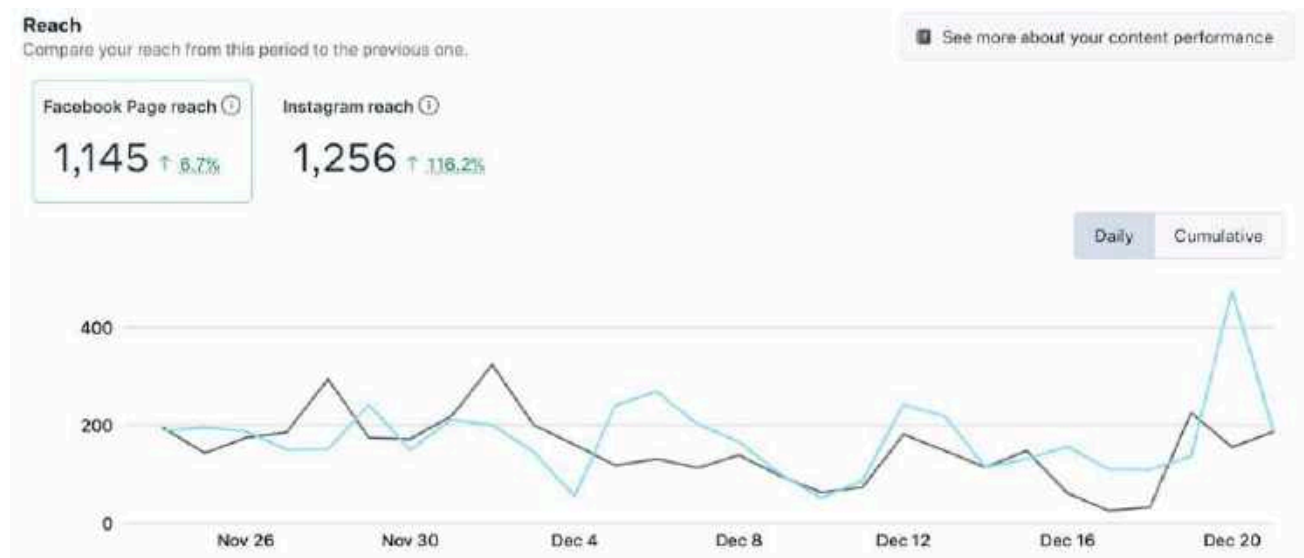 Reach
Compare your reach from this period to the previous one.
See more about your content performance
Facebook Page reach
1,145 ↑ 6.7%
Instagram reach
1,256 ↑ 116.2%
Daily
Cumulative
400
200
0
Nov 26
Nov 30
Dec 4
Dec 8
Dec 12
Dec 16
Dec 20